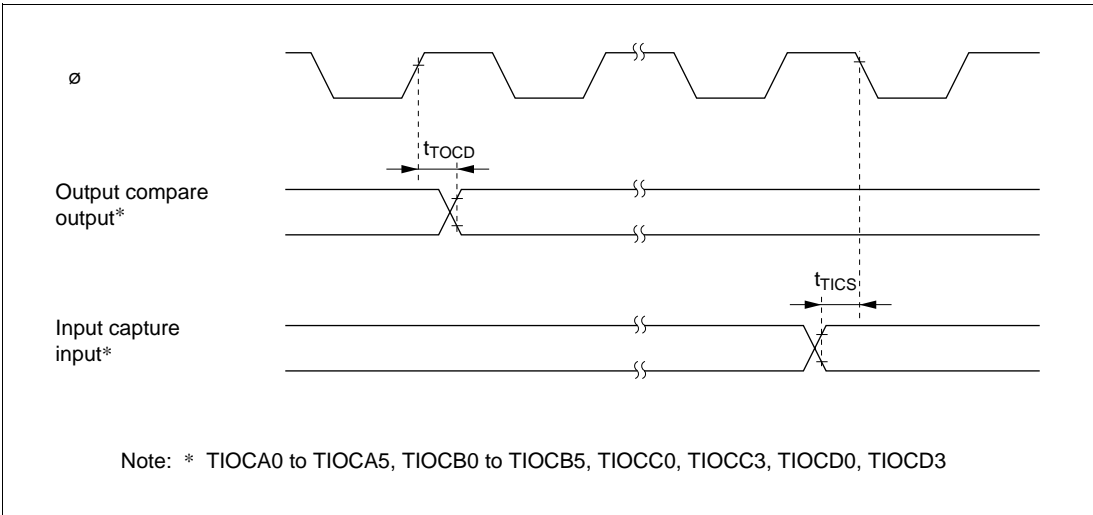 ø
tTOCD
Output compare
output*
tTICS
Input capture
input*
Note: * TIOCA0 to TIOCA5, TIOCB0 to TIOCB5, TIOCC0, TIOCC3, TIOCD0, TIOCD3